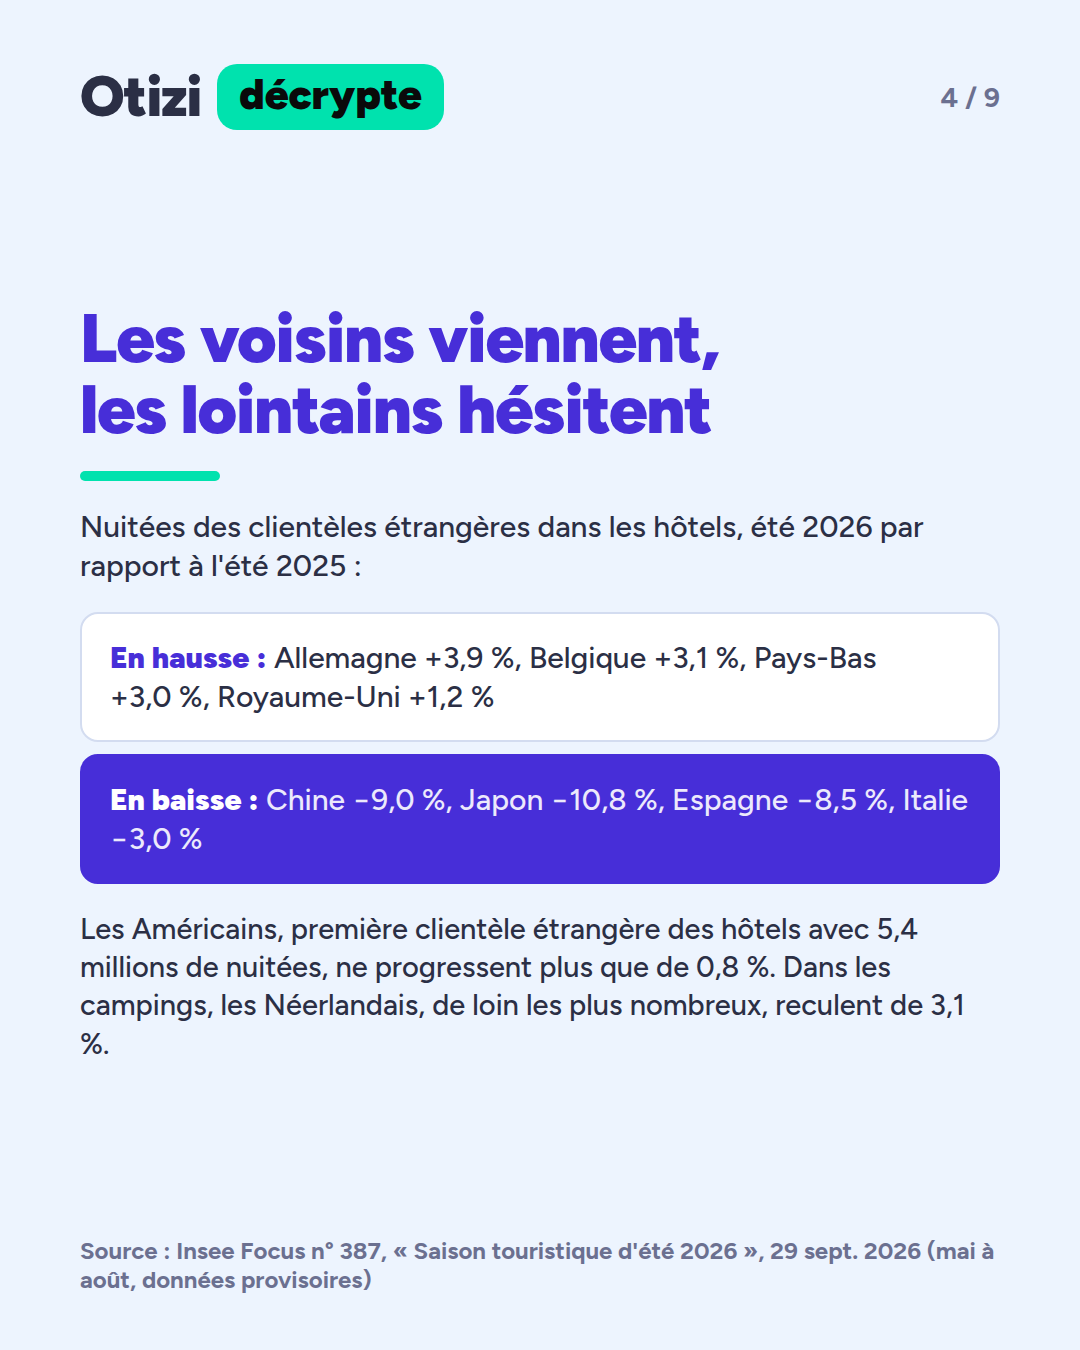 Otizi décrypte
4 / 9
Les voisins viennent,
les lointains hésitent
Nuitées des clientèles étrangères dans les hôtels, été 2026 par
rapport à l'été 2025 :
En hausse : Allemagne +3,9 %, Belgique +3,1 %, Pays-Bas
+3,0 %, Royaume-Uni +1,2 %
En baisse : Chine −9,0 %, Japon −10,8 %, Espagne −8,5 %, Italie
−3,0 %
Les Américains, première clientèle étrangère des hôtels avec 5,4
millions de nuitées, ne progressent plus que de 0,8 %. Dans les
campings, les Néerlandais, de loin les plus nombreux, reculent de 3,1
%.
Source : Insee Focus n° 387, « Saison touristique d'été 2026 », 29 sept. 2026 (mai à
août, données provisoires)